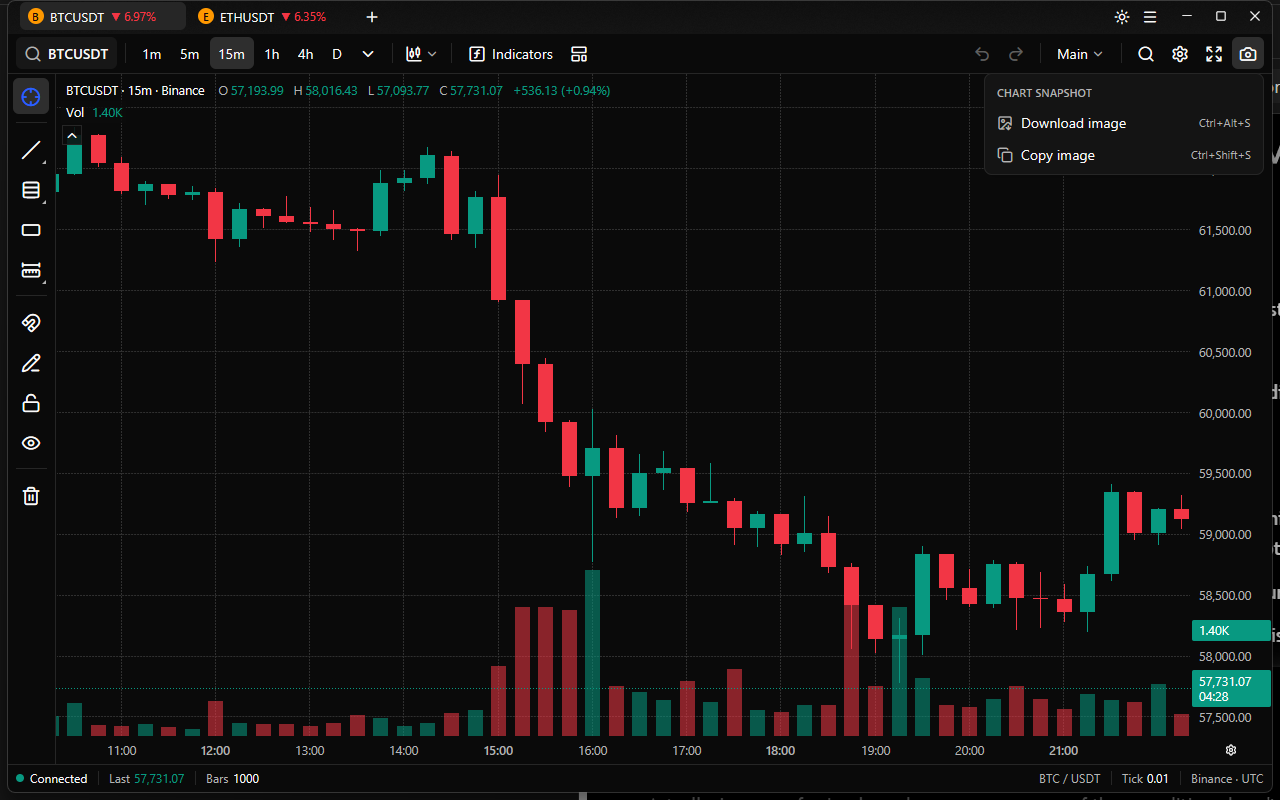 BTCUSDT ▼ 6.97% ETHUSDT ▼ 6.35% +
BTCUSDT 1m 5m 15m 1h 4h D Indicators Main
BTCUSDT · 15m · Binance O 57,193.99 H 58,016.43 L 57,093.77 C 57,731.07 +536.13 (+0.94%)
Vol 1.40K
CHART SNAPSHOT
Download image Ctrl+Alt+S
Copy image Ctrl+Shift+S
61,500.00
61,000.00
60,500.00
60,000.00
59,500.00
59,000.00
58,500.00
1.40K
58,000.00
57,731.07
04:28
57,500.00
11:00 12:00 13:00 14:00 15:00 16:00 17:00 18:00 19:00 20:00 21:00
Connected Last 57,731.07 Bars 1000 BTC / USDT Tick 0.01 Binance · UTC